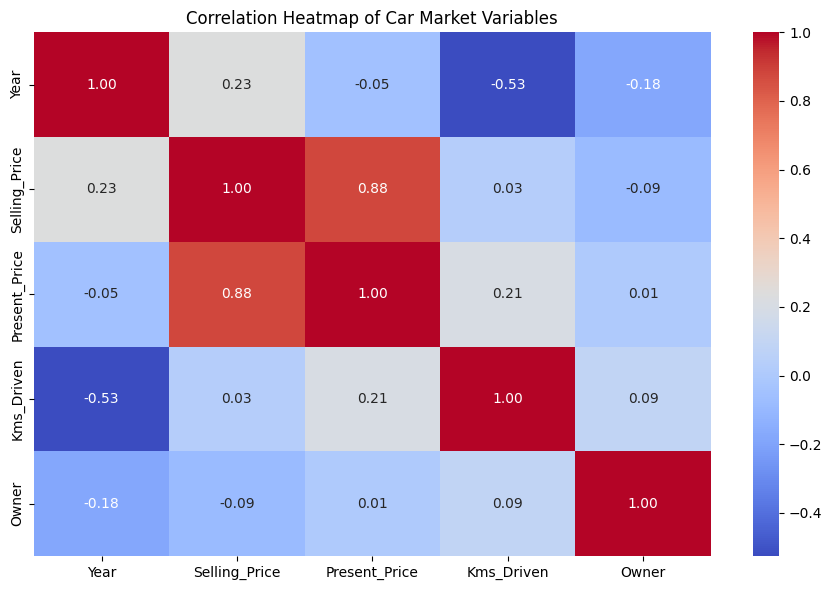 Correlation Heatmap of Car Market Variables
Year 1.00 0.23 -0.05 -0.53 -0.18
Selling_Price 0.23 1.00 0.88 0.03 -0.09
Present_Price -0.05 0.88 1.00 0.21 0.01
Kms_Driven -0.53 0.03 0.21 1.00 0.09
Owner -0.18 -0.09 0.01 0.09 1.00
Year Selling_Price Present_Price Kms_Driven Owner
1.0
0.8
0.6
0.4
0.2
0.0
−0.2
−0.4